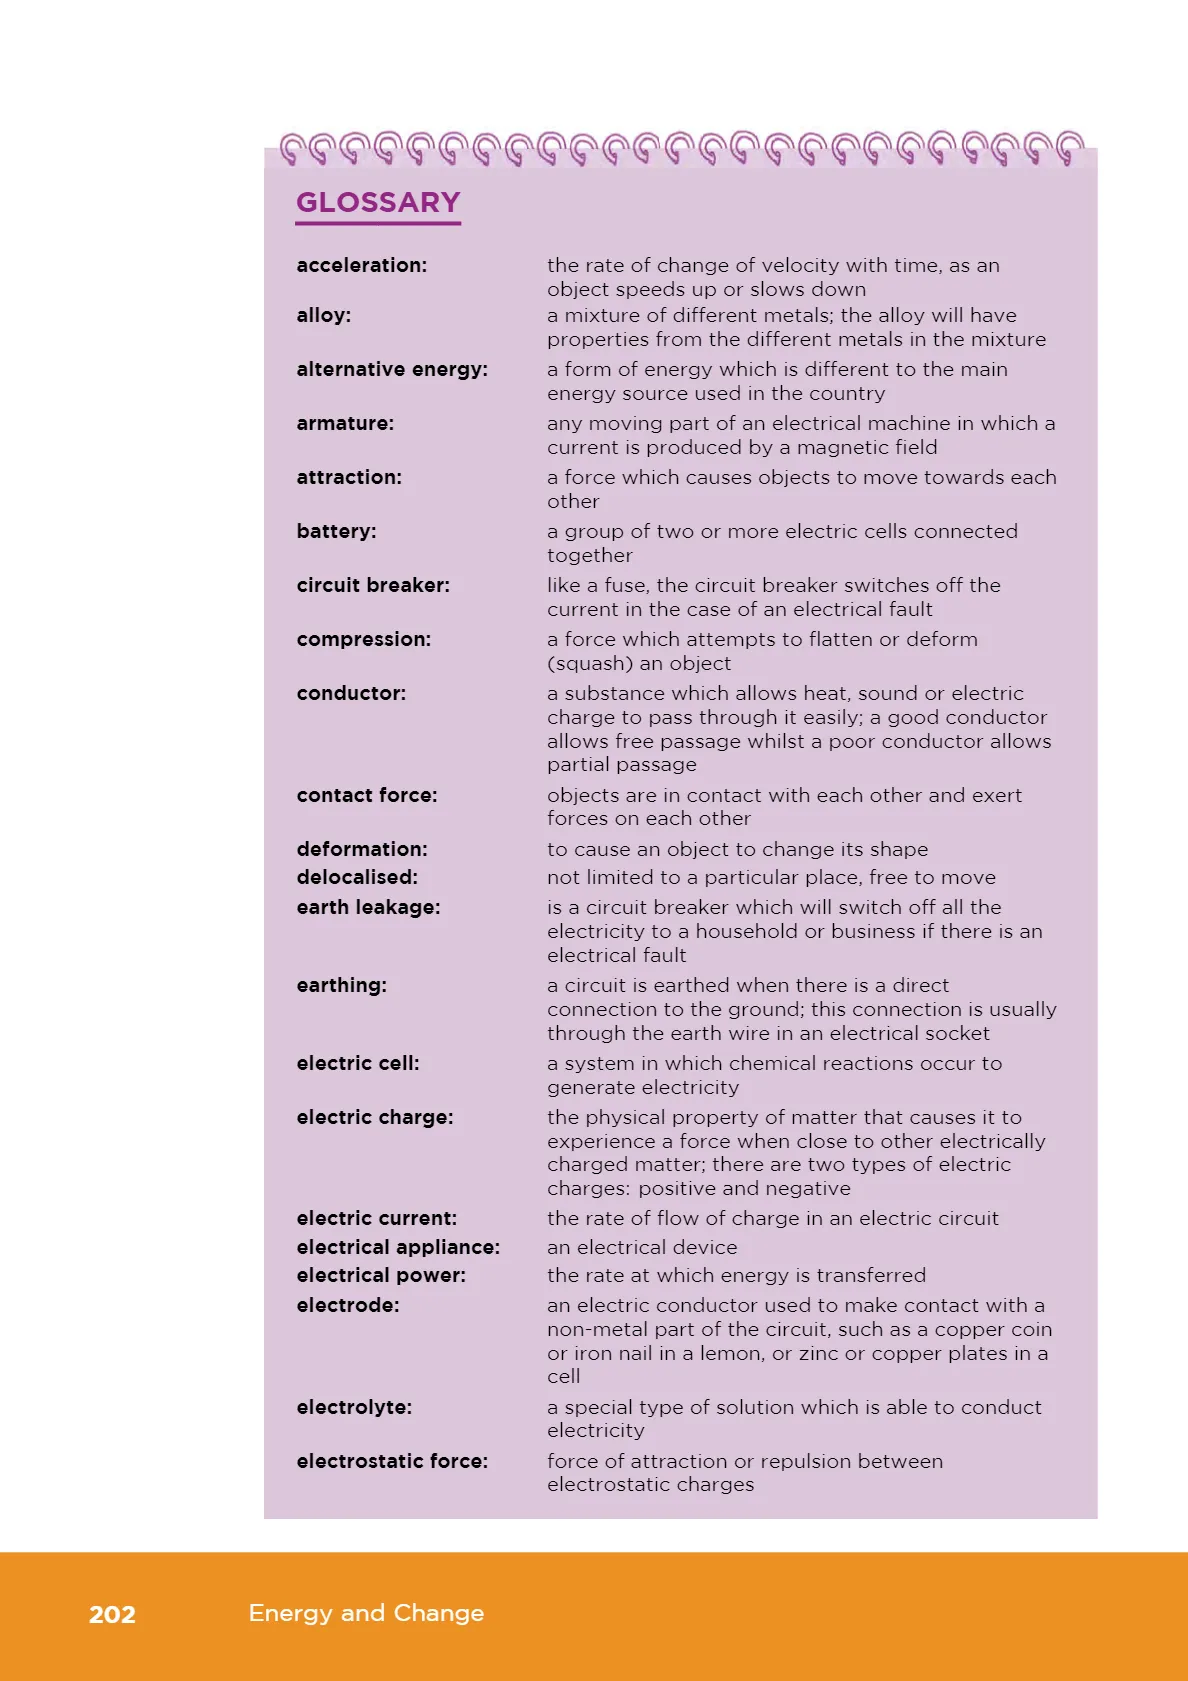 GLOSSARY
acceleration: the rate of change of velocity with time, as an
object speeds up or slows down
alloy: a mixture of different metals; the alloy will have
properties from the different metals in the mixture
alternative energy: a form of energy which is different to the main
energy source used in the country
armature: any moving part of an electrical machine in which a
current is produced by a magnetic field
attraction: a force which causes objects to move towards each
other
battery: a group of two or more electric cells connected
together
circuit breaker: like a fuse, the circuit breaker switches off the
current in the case of an electrical fault
compression: a force which attempts to flatten or deform
(squash) an object
conductor: a substance which allows heat, sound or electric
charge to pass through it easily; a good conductor
allows free passage whilst a poor conductor allows
partial passage
contact force: objects are in contact with each other and exert
forces on each other
deformation: to cause an object to change its shape
delocalised: not limited to a particular place, free to move
earth leakage: is a circuit breaker which will switch off all the
electricity to a household or business if there is an
electrical fault
earthing: a circuit is earthed when there is a direct
connection to the ground; this connection is usually
through the earth wire in an electrical socket
electric cell: a system in which chemical reactions occur to
generate electricity
electric charge: the physical property of matter that causes it to
experience a force when close to other electrically
charged matter; there are two types of electric
charges: positive and negative
electric current: the rate of flow of charge in an electric circuit
electrical appliance: an electrical device
electrical power: the rate at which energy is transferred
electrode: an electric conductor used to make contact with a
non-metal part of the circuit, such as a copper coin
or iron nail in a lemon, or zinc or copper plates in a
cell
electrolyte: a special type of solution which is able to conduct
electricity
electrostatic force: force of attraction or repulsion between
electrostatic charges
202 Energy and Change